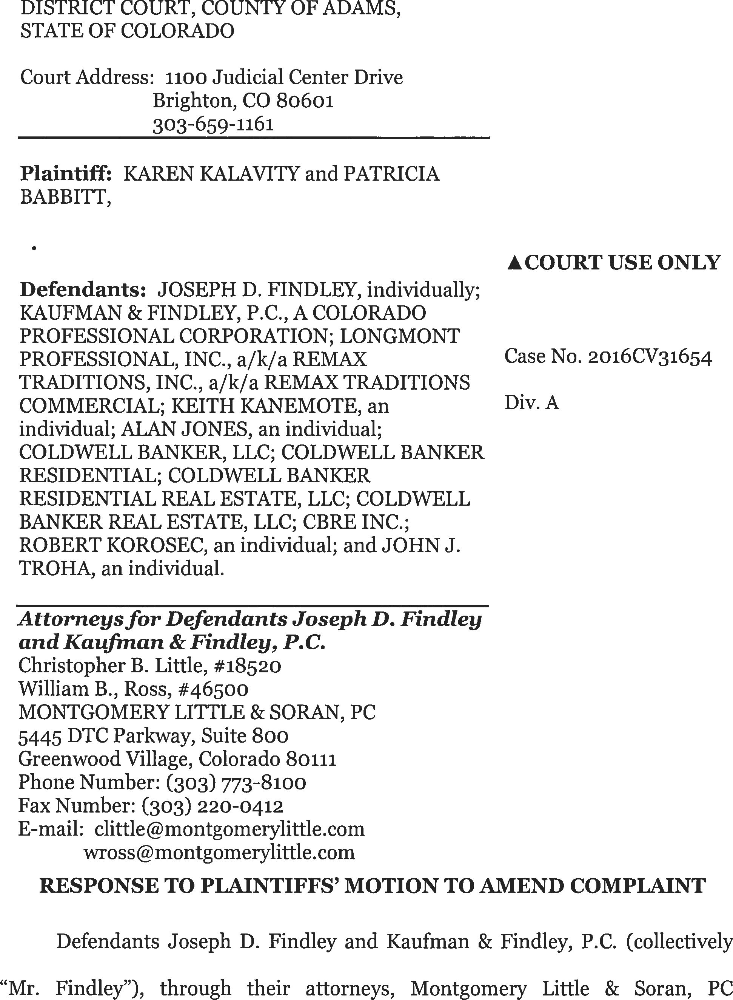 DISTRICT COURT, COUNTY OF ADAMS,
STATE OF COLORADO
Court Address: 1100 Judicial Center Drive
Brighton, CO 80601
303-659-1161
Plaintiff: KAREN KALAVITY and PATRICIA
BABBITT,
.
▲COURT USE ONLY
Defendants: JOSEPH D. FINDLEY, individually;
KAUFMAN & FINDLEY, P.C., A COLORADO
PROFESSIONAL CORPORATION; LONGMONT
PROFESSIONAL, INC., a/k/a REMAX
TRADITIONS, INC., a/k/a REMAX TRADITIONS
COMMERCIAL; KEITH KANEMOTE, an
individual; ALAN JONES, an individual;
COLDWELL BANKER, LLC; COLDWELL BANKER
RESIDENTIAL; COLDWELL BANKER
RESIDENTIAL REAL ESTATE, LLC; COLDWELL
BANKER REAL ESTATE, LLC; CBRE INC.;
ROBERT KOROSEC, an individual; and JOHN J.
TROHA, an individual.
Case No. 2016CV31654
Div. A
Attorneys for Defendants Joseph D. Findley
and Kaufman & Findley, P.C.
Christopher B. Little, #18520
William B., Ross, #46500
MONTGOMERY LITTLE & SORAN, PC
5445 DTC Parkway, Suite 800
Greenwood Village, Colorado 80111
Phone Number: (303) 773-8100
Fax Number: (303) 220-0412
E-mail: clittle@montgomerylittle.com
wross@montgomerylittle.com
RESPONSE TO PLAINTIFFS’ MOTION TO AMEND COMPLAINT
Defendants Joseph D. Findley and Kaufman & Findley, P.C. (collectively
“Mr. Findley”), through their attorneys, Montgomery Little & Soran, PC